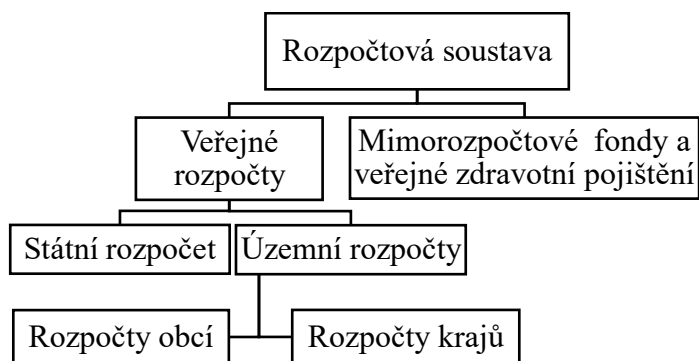 Rozpočtová soustava
Veřejné
rozpočty
Mimorozpočtové fondy a
veřejné zdravotní pojištění
Státní rozpočet
Územní rozpočty
Rozpočty obcí
Rozpočty krajů